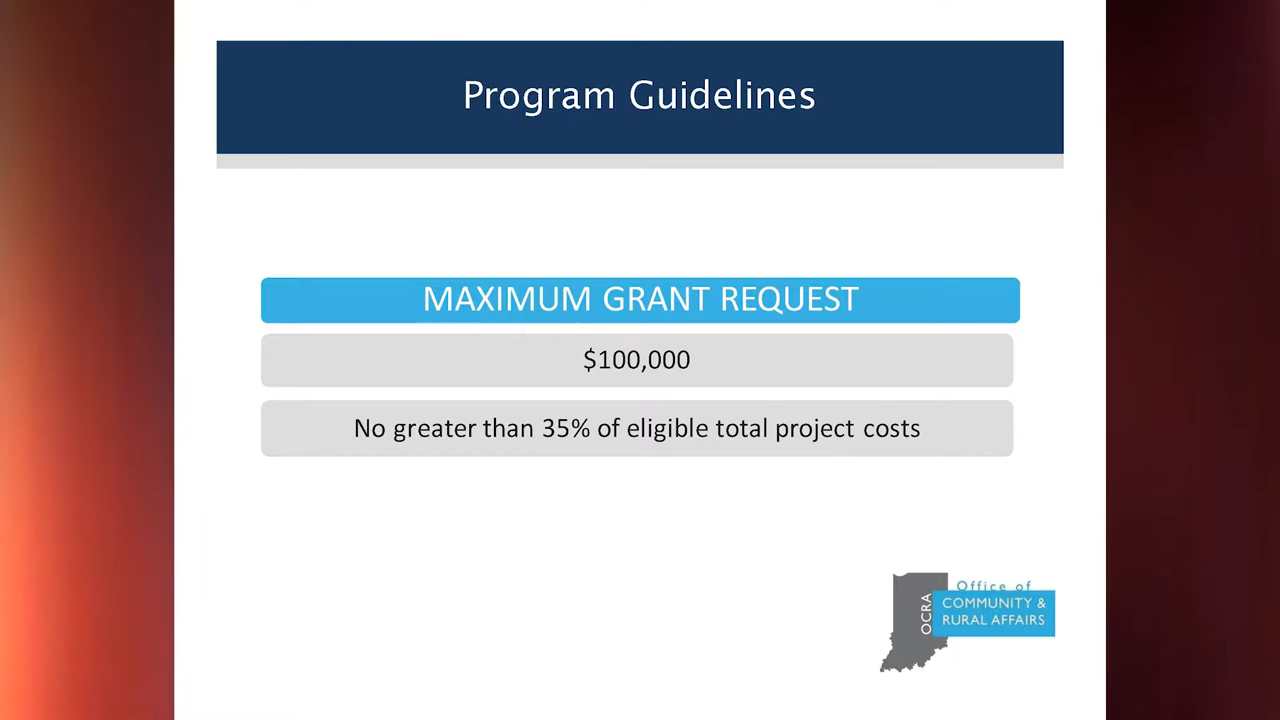 Program Guidelines
MAXIMUM GRANT REQUEST
$100,000
No greater than 35% of eligible total project costs
OCRA
Office of
COMMUNITY &
RURAL AFFAIRS